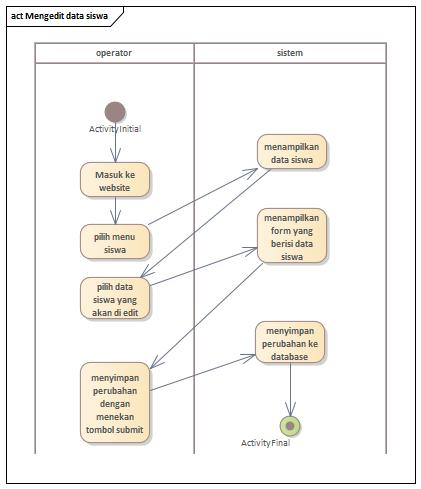 act Mengedit data siswa
operator
sistem
ActivityInitial
menampilkan
data siswa
Masuk ke
website
menampilkan
form yang
berisi data
siswa
pilih menu
siswa
pilih data
siswa yang
akan di edit
menyimpan
perubahan ke
database
menyimpan
perubahan
dengan
menekan
tombol submit
ActivityFinal